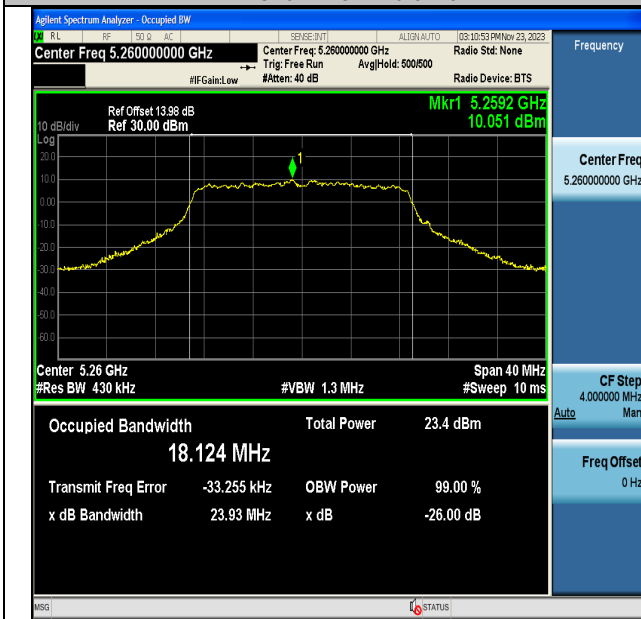 Agilent Spectrum Analyzer - Occupied BW
RL RF 50 Ω AC SENSE:INT ALIGN AUTO 03:10:53 PM Nov 23, 2023
Center Freq 5.260000000 GHz
Center Freq: 5.260000000 GHz
Radio Std: None
Trig: Free Run Avg|Hold: 500/500
#IFGain:Low #Atten: 40 dB Radio Device: BTS
Frequency
Mkr1 5.2592 GHz
10.051 dBm
Ref Offset 13.98 dB
10 dB/div Ref 30.00 dBm
Log
20.0
1
10.0
0.00
-10.0
-20.0
-30.0
-40.0
-50.0
-60.0
Center 5.26 GHz Span 40 MHz
#Res BW 430 kHz #VBW 1.3 MHz #Sweep 10 ms
Occupied Bandwidth Total Power 23.4 dBm
18.124 MHz
Transmit Freq Error -33.255 kHz OBW Power 99.00 %
x dB Bandwidth 23.93 MHz x dB -26.00 dB
Center Freq
5.260000000 GHz
CF Step
4.000000 MHz
Auto Man
Freq Offset
0 Hz
MSG STATUS